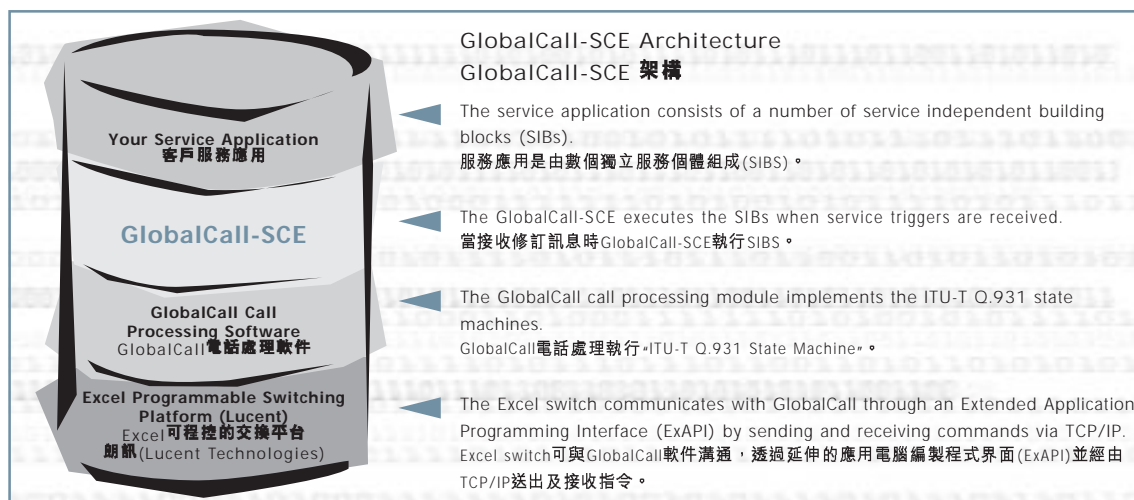 GlobalCall-SCE Architecture
GlobalCall-SCE 架構
Your Service Application
客戶服務應用
The service application consists of a number of service independent building
blocks (SIBs).
服務應用是由數個獨立服務個體組成(SIBS)。
GlobalCall-SCE
The GlobalCall-SCE executes the SIBs when service triggers are received.
當接收修訂訊息時GlobalCall-SCE執行SIBS。
GlobalCall Call
Processing Software
GlobalCall電話處理軟件
The GlobalCall call processing module implements the ITU-T Q.931 state
machines.
GlobalCall電話處理執行"ITU-T Q.931 State Machine"。
Excel Programmable Switching
Platform (Lucent)
Excel可程控的交換平台
朗訊(Lucent Technologies)
The Excel switch communicates with GlobalCall through an Extended Application
Programming Interface (ExAPI) by sending and receiving commands via TCP/IP.
Excel switch可與GlobalCall軟件溝通，透過延伸的應用電腦編製程式界面(ExAPI)並經由
TCP/IP送出及接收指令。